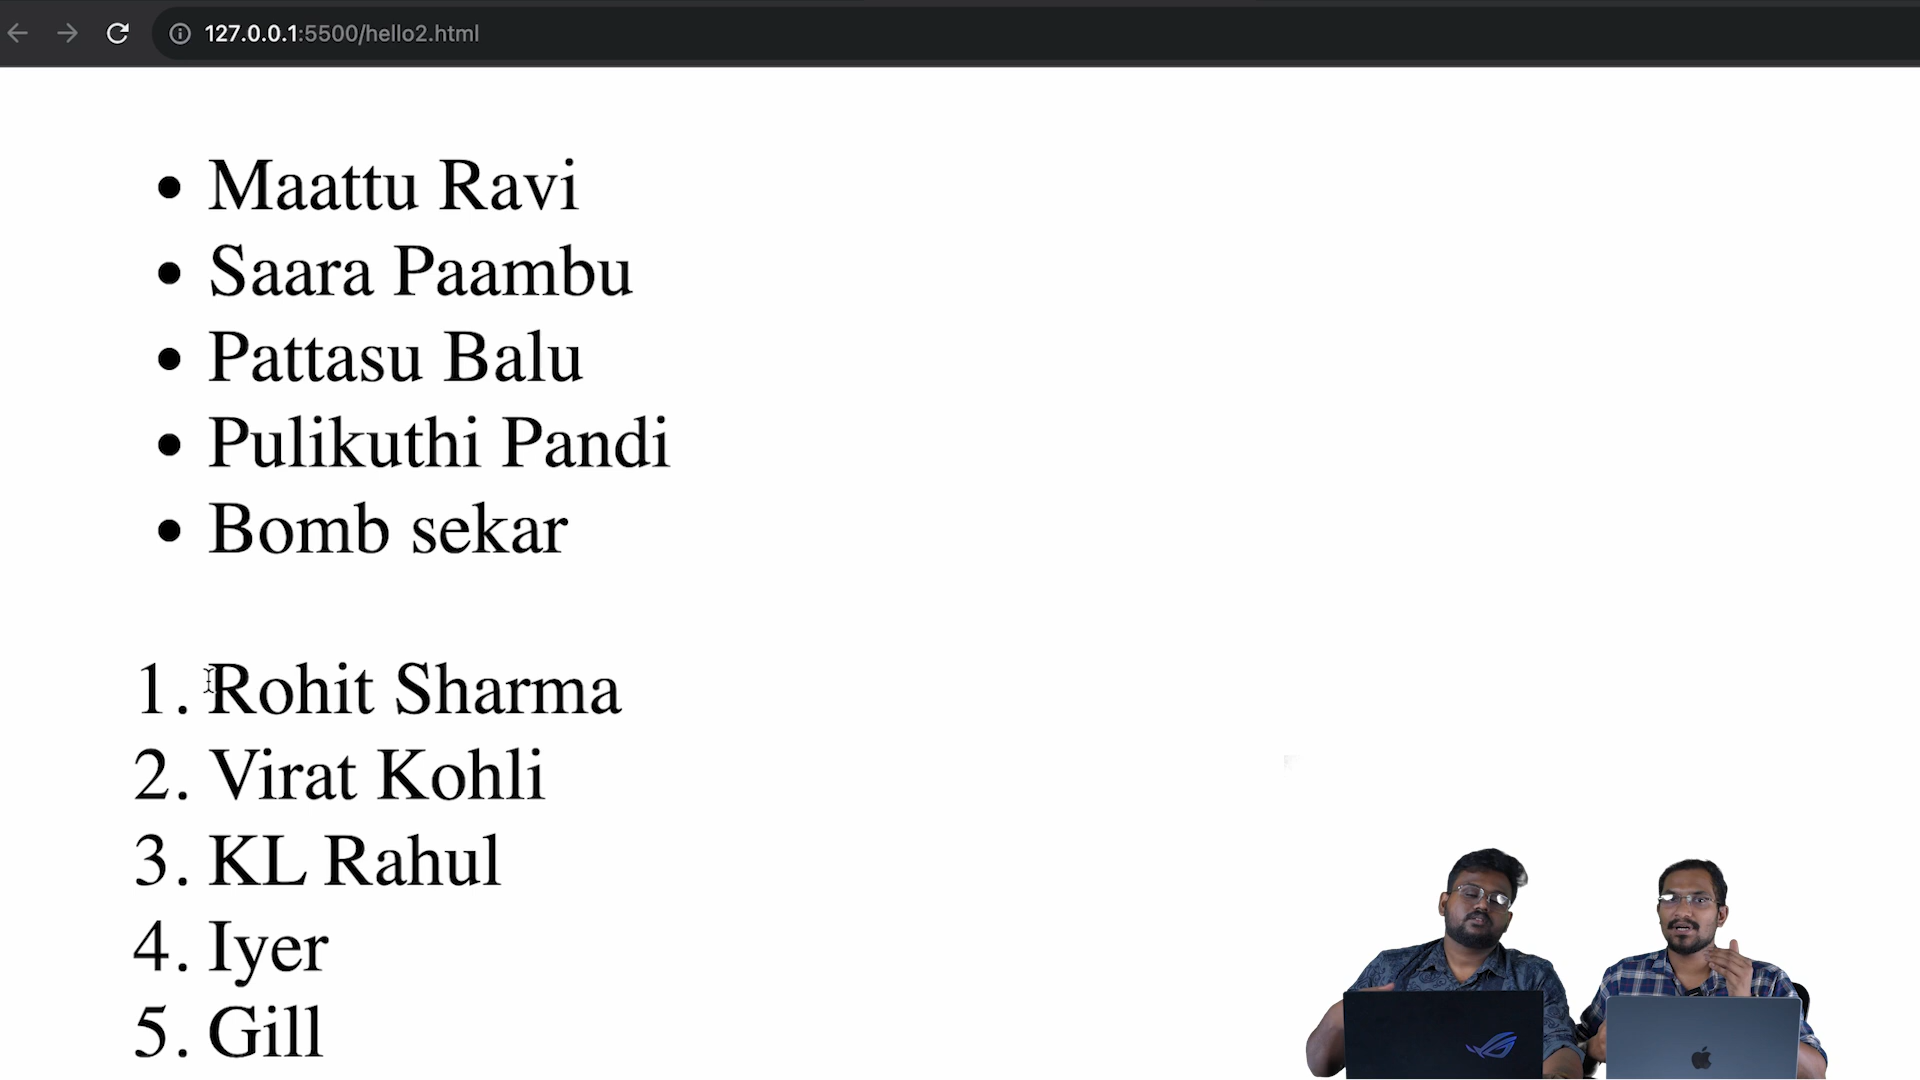 127.0.0.1:5500/hello2.html
• Maattu Ravi
• Saara Paambu
• Pattasu Balu
• Pulikuthi Pandi
• Bomb sekar
1. Rohit Sharma
2. Virat Kohli
3. KL Rahul
4. Iyer
5. Gill